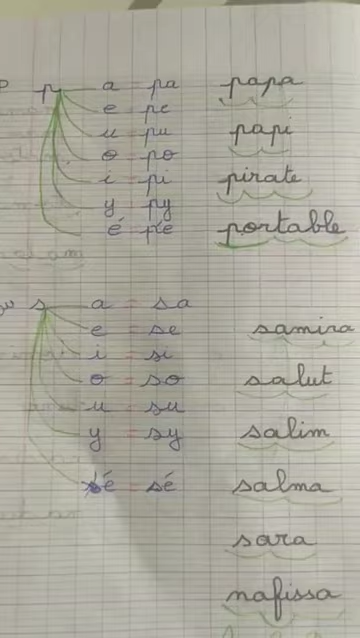 p a = pa papa
e pe
u = pu papi
o = po
i = pi pirate
y = py
é pé portable
s a = sa
e = se samira
i = si
o = so salut
u = su
y = sy salim
é = sé salma
sara
nafissa